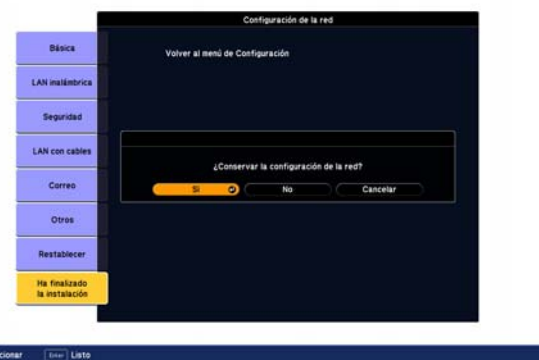 Configuración de la red
Básica
Volver al menú de Configuración
LAN inalámbrica
Seguridad
LAN con cables
¿Conservar la configuración de la red?
Sí No Cancelar
Correo
Otros
Restablecer
Ha finalizado
la instalación
cionar Enter Listo